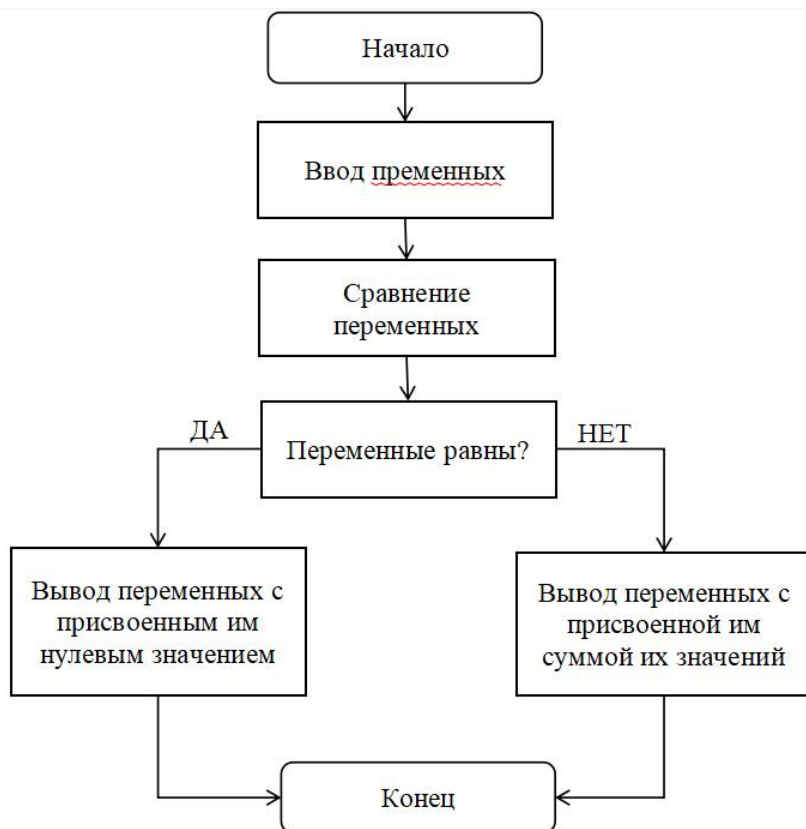 Начало
Ввод пременных
Сравнение
переменных
ДА
Переменные равны?
НЕТ
Вывод переменных с
присвоенным им
нулевым значением
Вывод переменных с
присвоенной им
суммой их значений
Конец